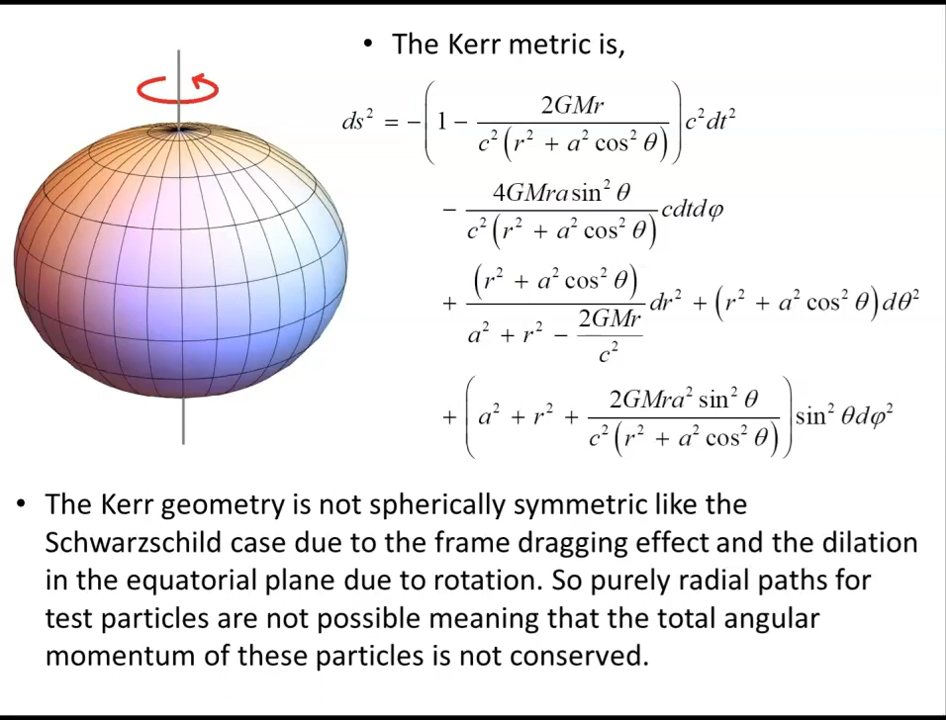 • The Kerr metric is,
ds² = −(1 − 2GMr / c²(r² + a² cos² θ)) c²dt²
− 4GMra sin² θ / c²(r² + a² cos² θ) cdtdφ
+ (r² + a² cos² θ) / (a² + r² − 2GMr / c²) dr² + (r² + a² cos² θ)dθ²
+ (a² + r² + 2GMra² sin² θ / c²(r² + a² cos² θ)) sin² θdφ²
• The Kerr geometry is not spherically symmetric like the
Schwarzschild case due to the frame dragging effect and the dilation
in the equatorial plane due to rotation. So purely radial paths for
test particles are not possible meaning that the total angular
momentum of these particles is not conserved.